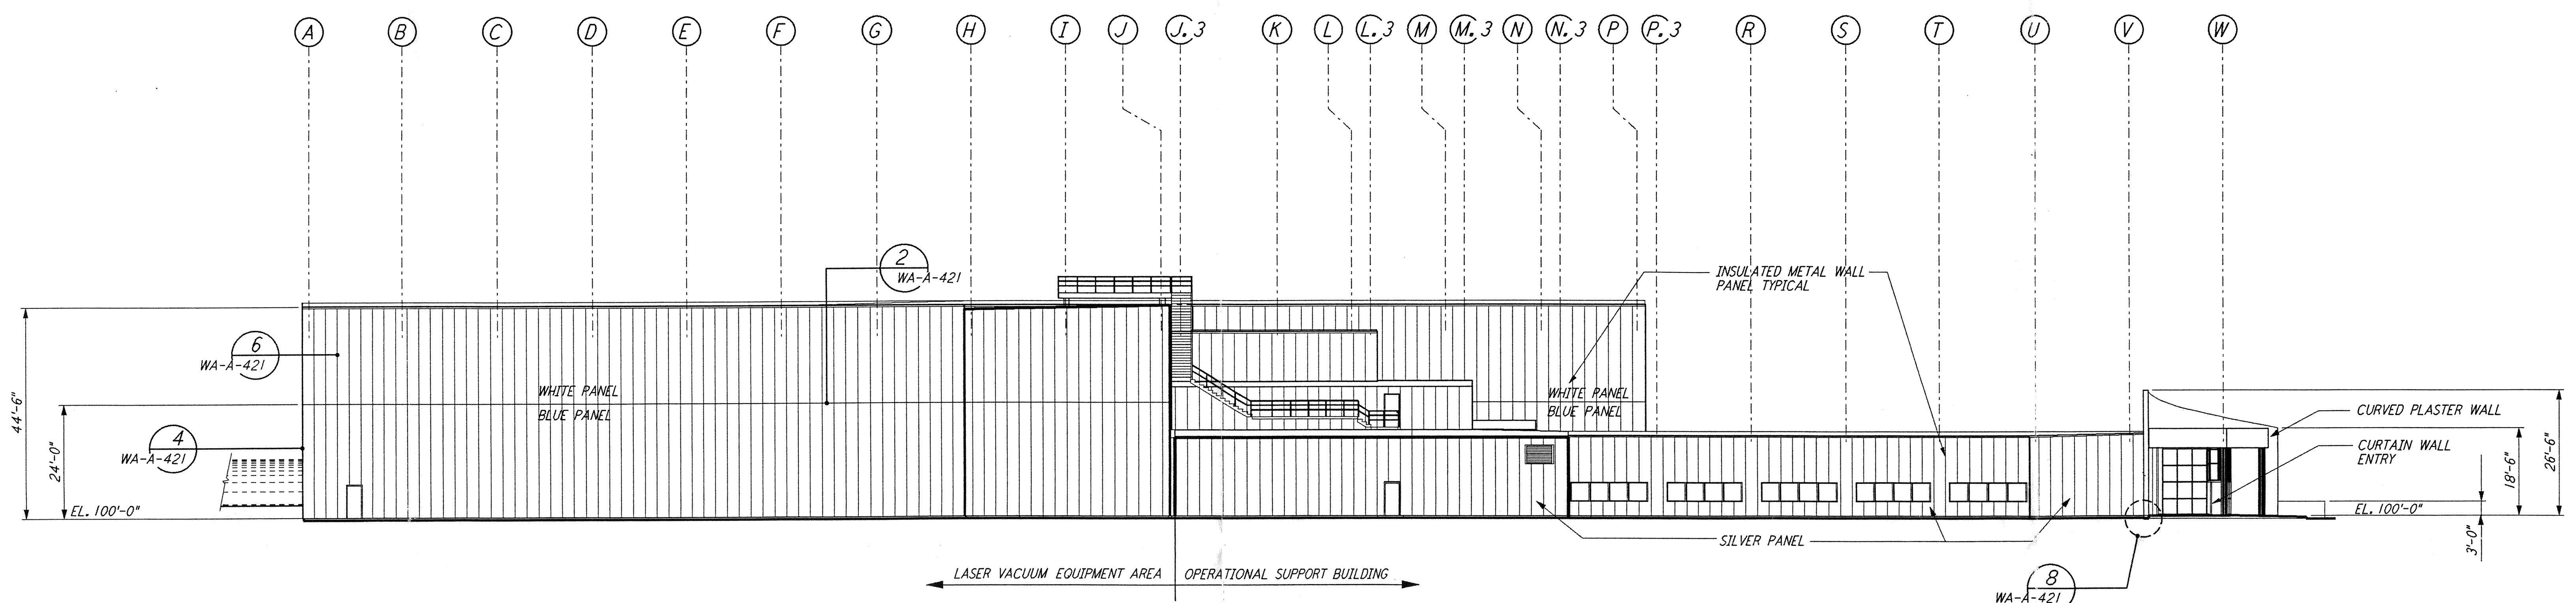 A B C D E F G H I J J.3 K L L.3 M M.3 N N.3 P P.3 R S T U V W
2
WA-A-421
INSULATED METAL WALL
PANEL TYPICAL
6
WA-A-421
44'-6"
WHITE PANEL
BLUE PANEL
WHITE PANEL
BLUE PANEL
24'-0"
4
WA-A-421
CURVED PLASTER WALL
CURTAIN WALL
ENTRY
18'-6"
26'-6"
EL. 100'-0"
EL. 100'-0"
3'-0"
SILVER PANEL
LASER VACUUM EQUIPMENT AREA
OPERATIONAL SUPPORT BUILDING
8
WA-A-421